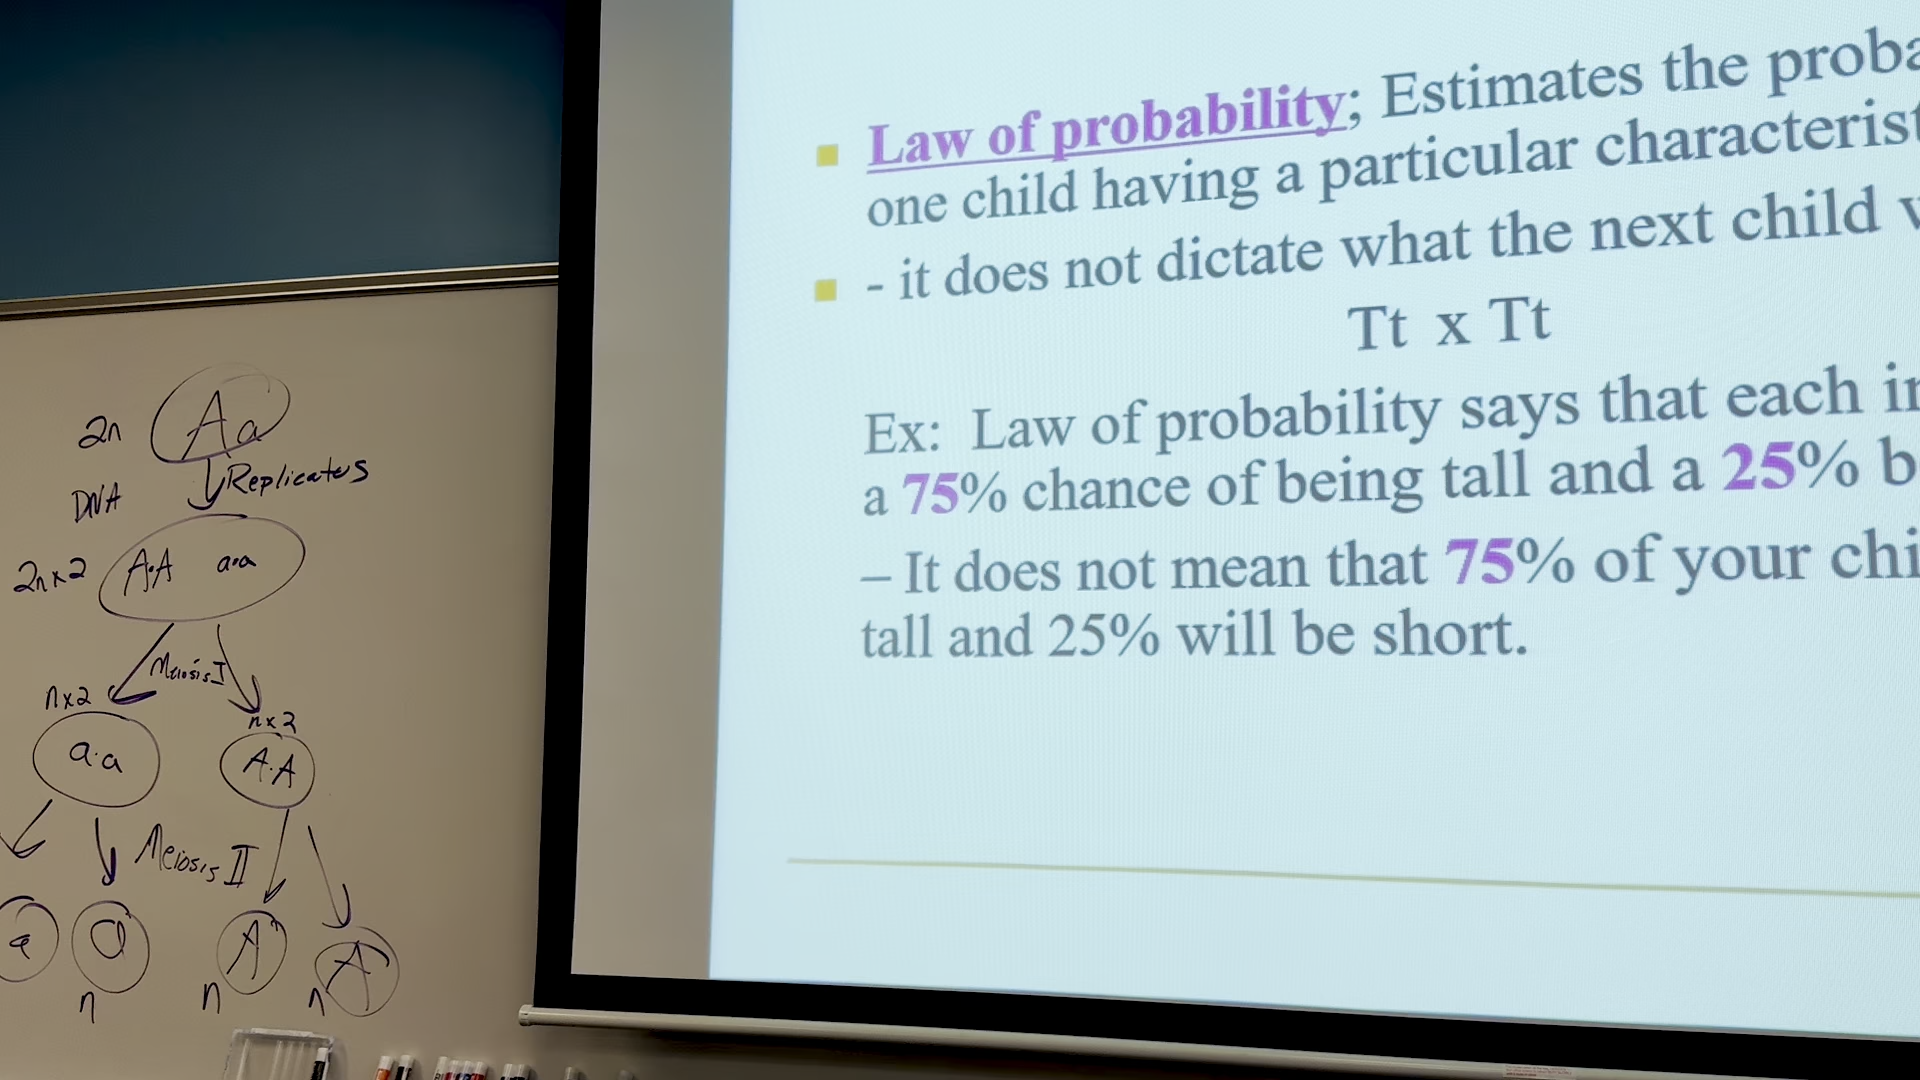 Law of probability; Estimates the proba
one child having a particular characterist
- it does not dictate what the next child
Tt x Tt
Ex: Law of probability says that each in
a 75% chance of being tall and a 25% b
– It does not mean that 75% of your chi
tall and 25% will be short.
2n Aa
Replicates
DNA
2nx2 A·A a·a
Meiosis I
nx2
nx2
a·a A·A
Meiosis II
a a A A
n n n